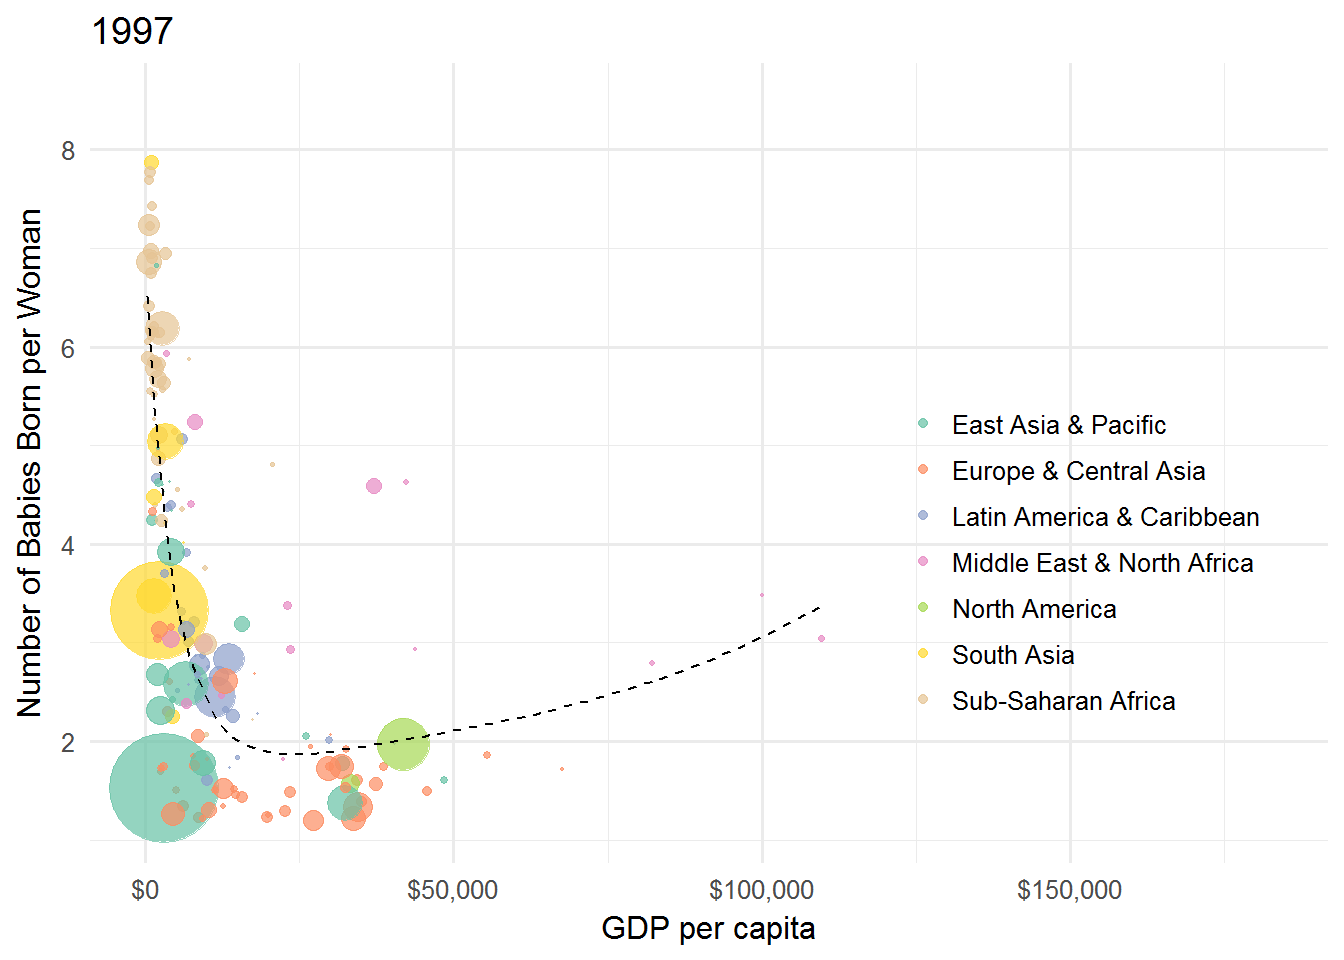 1997
Number of Babies Born per Woman
8
6
4
2
East Asia & Pacific
Europe & Central Asia
Latin America & Caribbean
Middle East & North Africa
North America
South Asia
Sub-Saharan Africa
$0
$50,000
$100,000
$150,000
GDP per capita